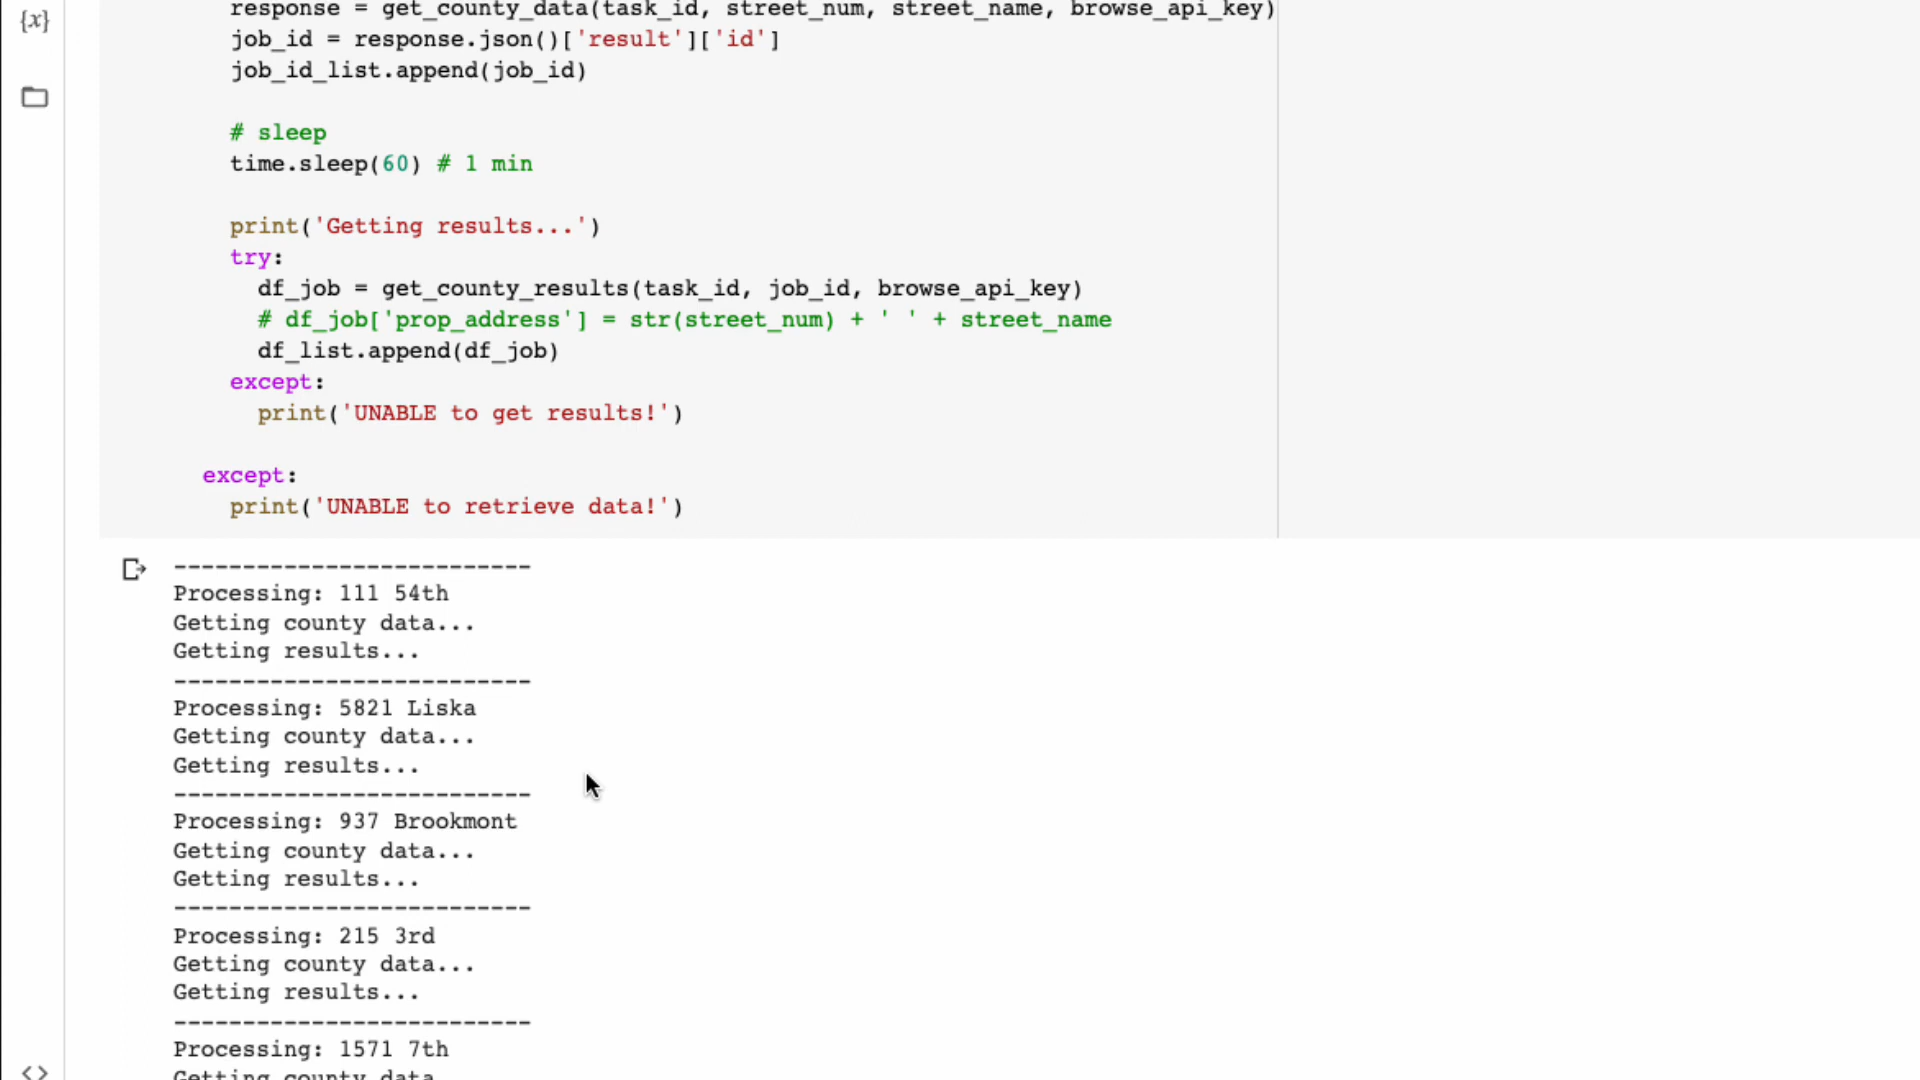 {x}
response = get_county_data(task_id, street_num, street_name, browse_api_key)
job_id = response.json()['result']['id']
job_id_list.append(job_id)
# sleep
time.sleep(60) # 1 min
print('Getting results...')
try:
df_job = get_county_results(task_id, job_id, browse_api_key)
# df_job['prop_address'] = str(street_num) + ' ' + street_name
df_list.append(df_job)
except:
print('UNABLE to get results!')
except:
print('UNABLE to retrieve data!')
--------------------------
Processing: 111 54th
Getting county data...
Getting results...
--------------------------
Processing: 5821 Liska
Getting county data...
Getting results...
--------------------------
Processing: 937 Brookmont
Getting county data...
Getting results...
--------------------------
Processing: 215 3rd
Getting county data...
Getting results...
--------------------------
Processing: 1571 7th
Getting county data